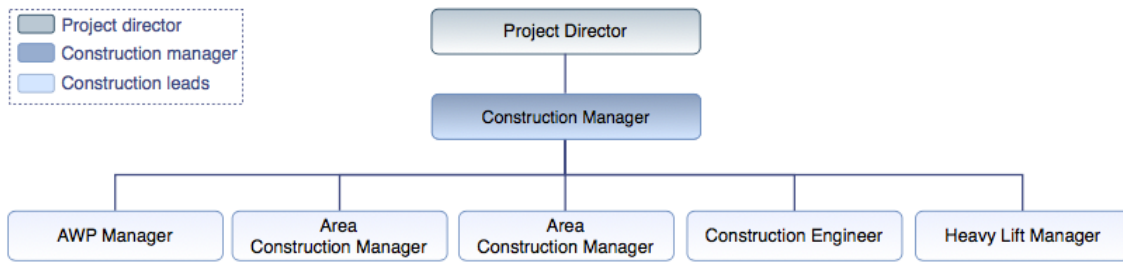 Project director
Construction manager
Construction leads
Project Director
Construction Manager
AWP Manager
Area
Construction Manager
Area
Construction Manager
Construction Engineer
Heavy Lift Manager